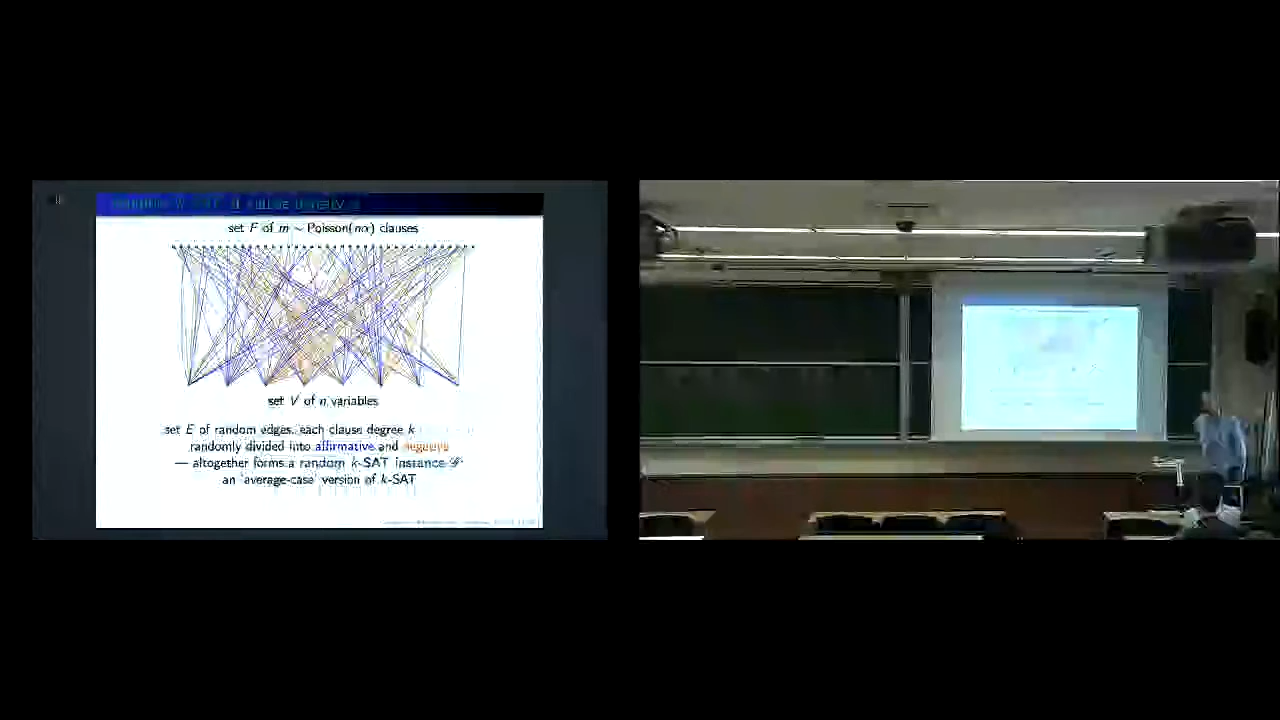 set F of m ~ Poisson(nα) clauses
set V of n variables
set E of random edges, each clause degree k
randomly divided into affirmative and negative
— altogether forms a random k-SAT instance 𝒢
an 'average-case' version of k-SAT